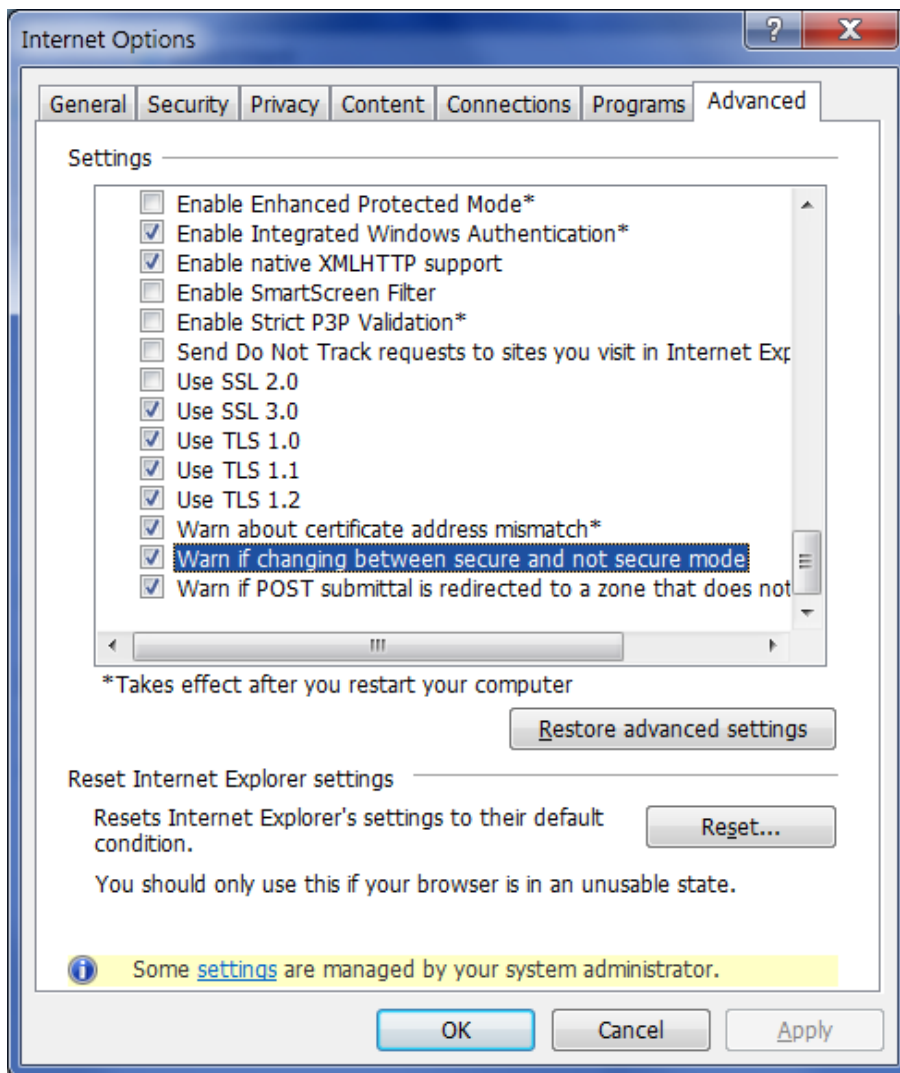 Internet Options
General Security Privacy Content Connections Programs Advanced
Settings
Enable Enhanced Protected Mode*
Enable Integrated Windows Authentication*
Enable native XMLHTTP support
Enable SmartScreen Filter
Enable Strict P3P Validation*
Send Do Not Track requests to sites you visit in Internet Exp
Use SSL 2.0
Use SSL 3.0
Use TLS 1.0
Use TLS 1.1
Use TLS 1.2
Warn about certificate address mismatch*
Warn if changing between secure and not secure mode
Warn if POST submittal is redirected to a zone that does not
*Takes effect after you restart your computer
Restore advanced settings
Reset Internet Explorer settings
Resets Internet Explorer's settings to their default
condition.
Reset...
You should only use this if your browser is in an unusable state.
Some settings are managed by your system administrator.
OK Cancel Apply